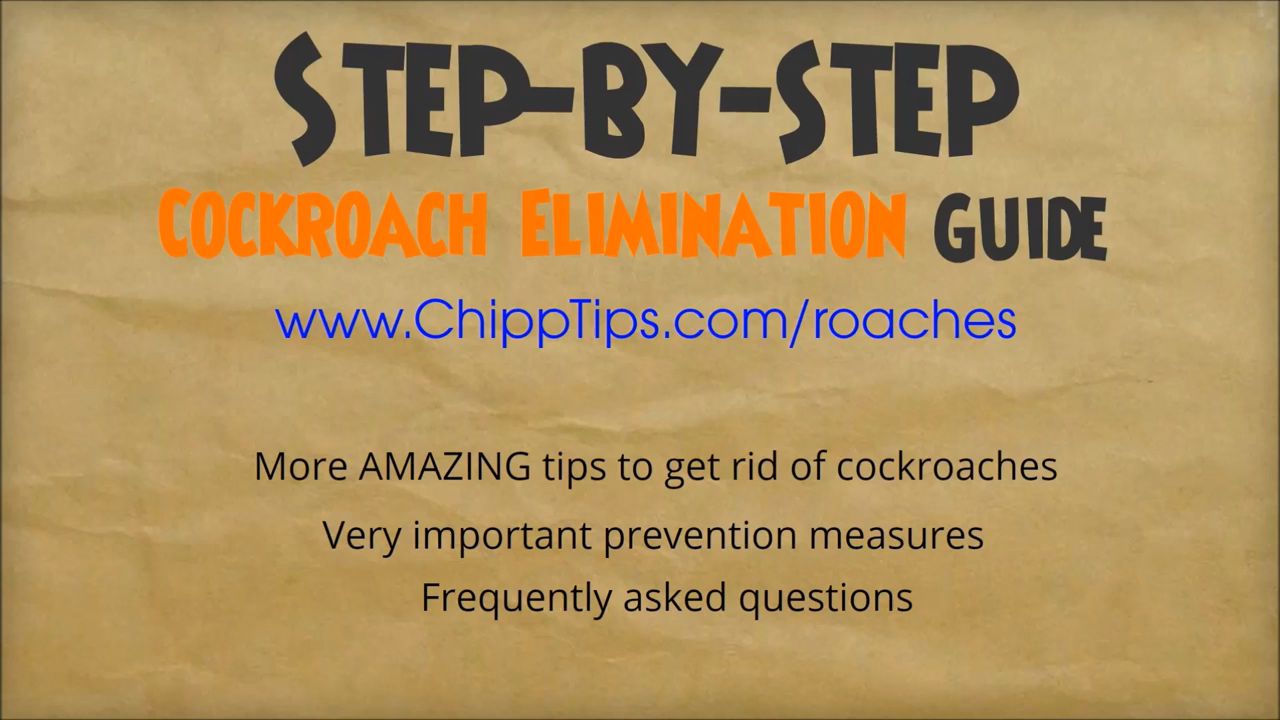 STEP-BY-STEP
COCKROACH ELIMINATION GUIDE
www.ChippTips.com/roaches
More AMAZING tips to get rid of cockroaches
Very important prevention measures
Frequently asked questions